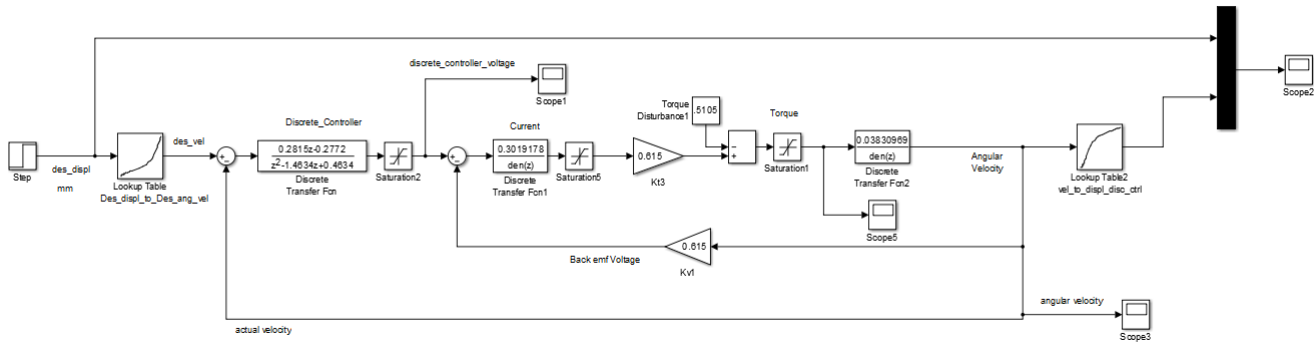 discrete_controller_voltage
Scope1
Scope2
Torque
Disturbance1
.5105
Torque
Discrete_Controller
Current
des_vel
0.2815z-0.2772
z²-1.4634z+0.4634
0.3019178
den(z)
0.615
0.03830969
den(z)
Step
des_displ
mm
Lookup Table
Des_displ_to_Des_ang_vel
Discrete
Transfer Fcn
Saturation2
Discrete
Transfer Fcn1
Saturation5
Kt3
Saturation1
Discrete
Transfer Fcn2
Angular
Velocity
Lookup Table2
vel_to_displ_disc_ctrl
Scope5
0.615
Back emf Voltage
Kv1
angular velocity
Scope3
actual velocity